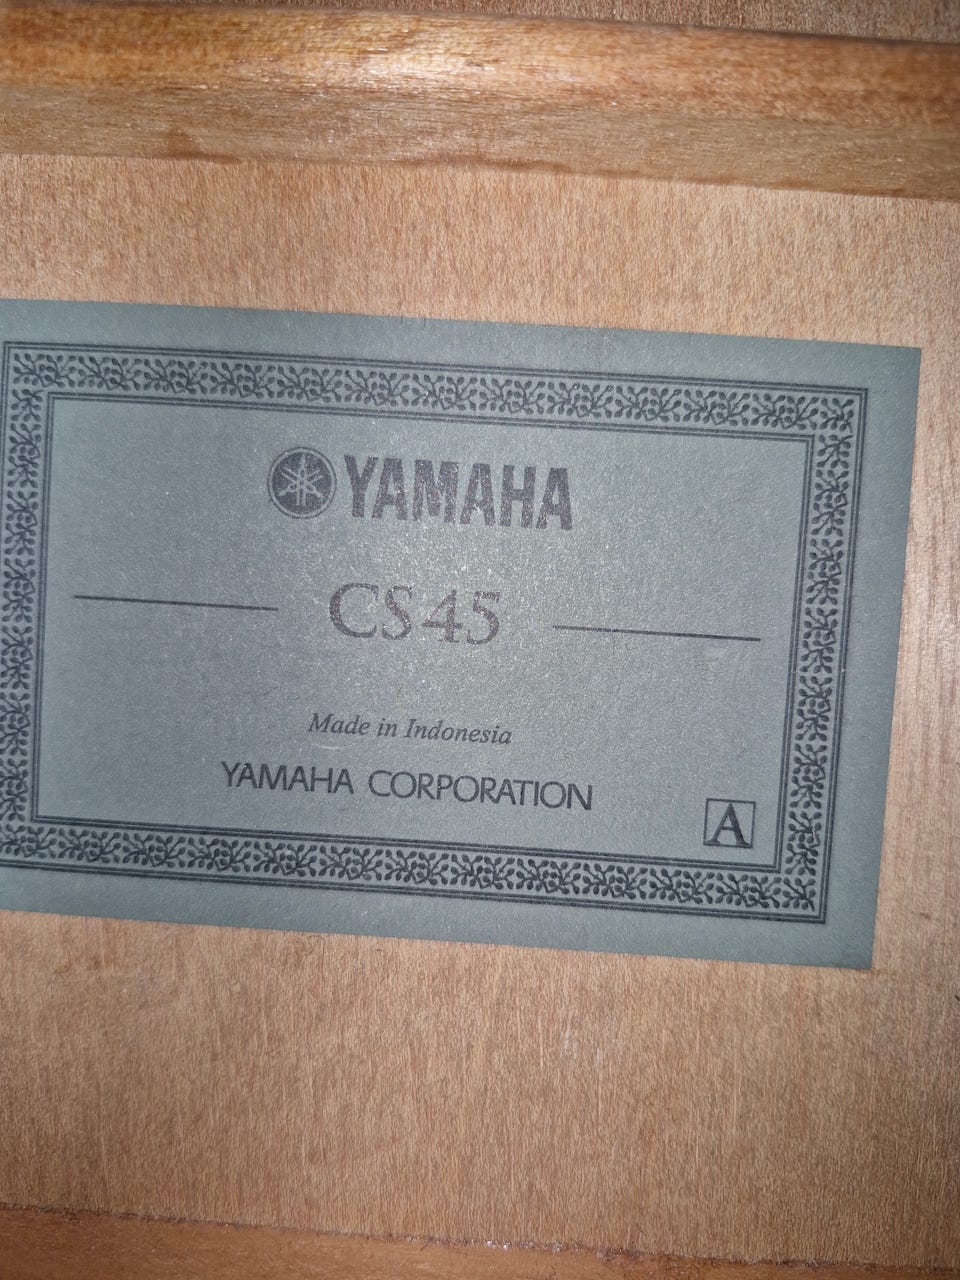 YAMAHA
CS45
Made in Indonesia
YAMAHA CORPORATION
A